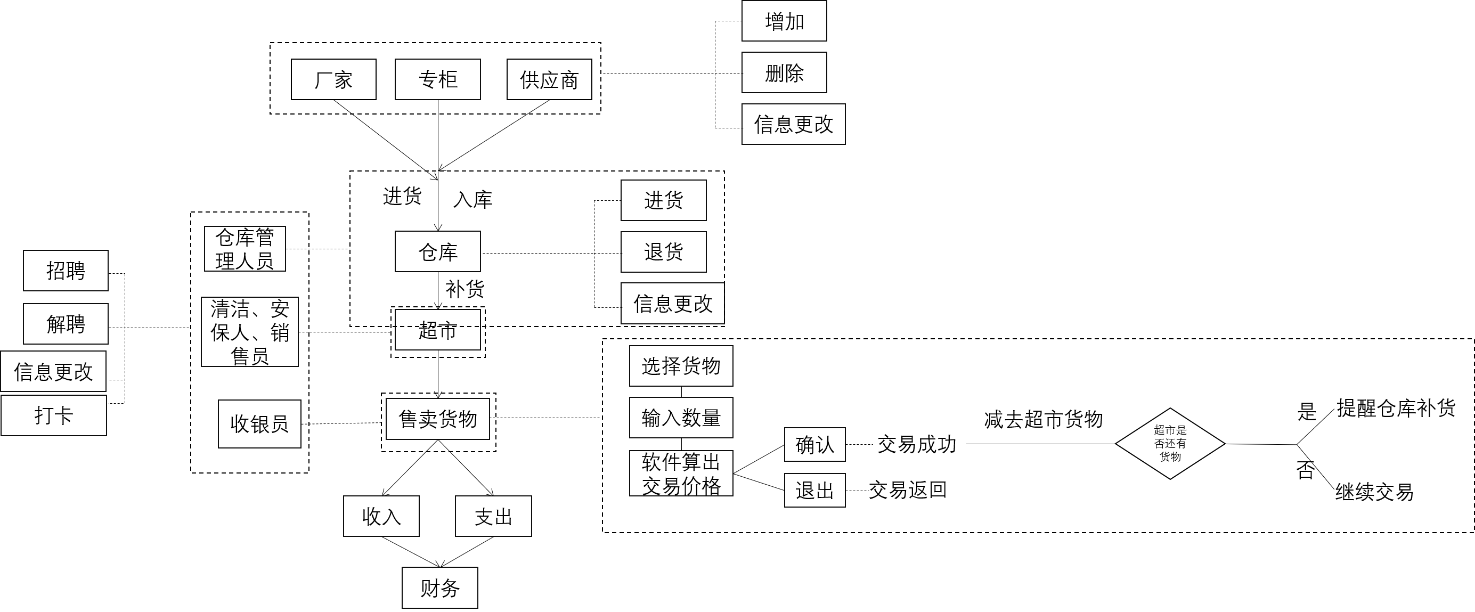 增加
厂家 专柜 供应商
删除
信息更改
进货 入库
进货
仓库管
理人员
仓库
退货
招聘
补货
信息更改
清洁、安
保人、销
售员
解聘
超市
信息更改
选择货物
打卡
收银员
售卖货物
输入数量
减去超市货物
是 提醒仓库补货
超市是
否还有
货物
确认 交易成功
软件算出
交易价格
否
退出 交易返回
继续交易
收入 支出
财务